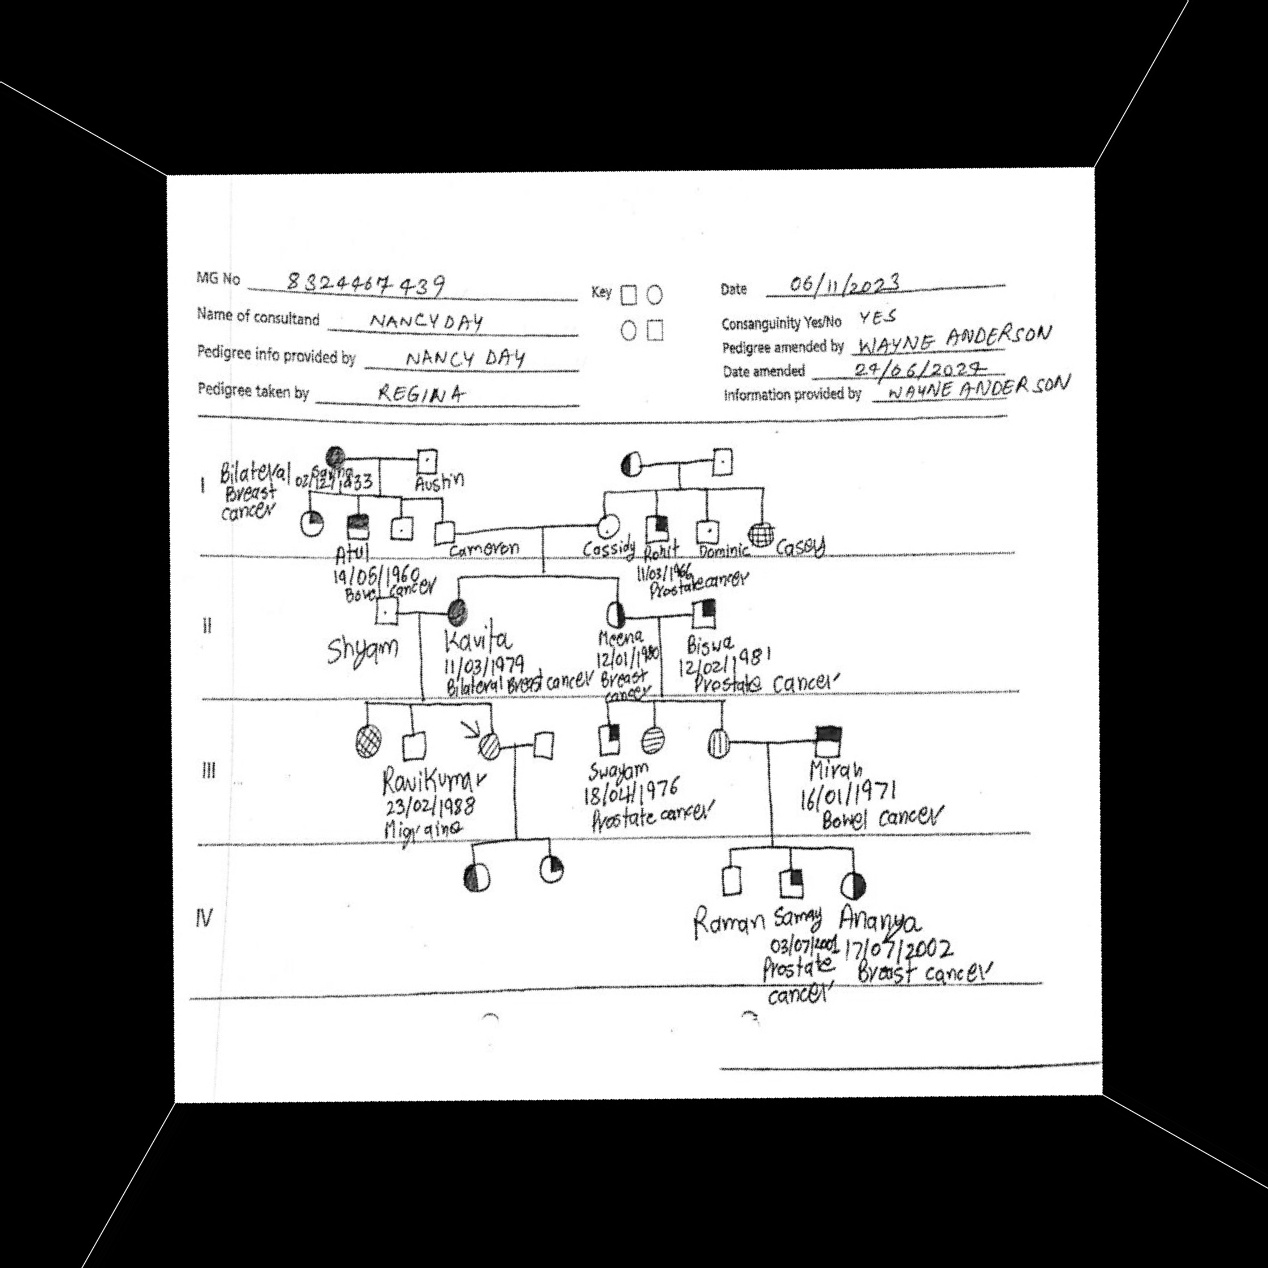 MG No 8324467439
Key
Date 06/11/2023
Name of consultand NANCY DAY
Consanguinity Yes/No YES
Pedigree info provided by NANCY DAY
Pedigree amended by WAYNE ANDERSON
Date amended 24/06/2024
Pedigree taken by REGINA
Information provided by WAYNE ANDERSON
I
Bilateral
Breast
cancer
02/12/1933
Austin
Cameron
Cassidy
Rohit
Dominic
Casey
Atul
19/05/1960
Bowel cancer
11/03/1966
Prostate cancer
II
Shyam
Kavita
11/03/1979
Bilateral Breast cancer
Meena
12/01/1980
Breast
cancer
Biswa
12/02/1981
Prostate cancer
III
RaviKumar
23/02/1988
Migraine
Swayam
18/04/1976
Prostate cancer
Mirah
16/01/1971
Bowel cancer
IV
Raman
Samay
03/07/2001
Prostate
cancer
Ananya
17/07/2002
Breast cancer